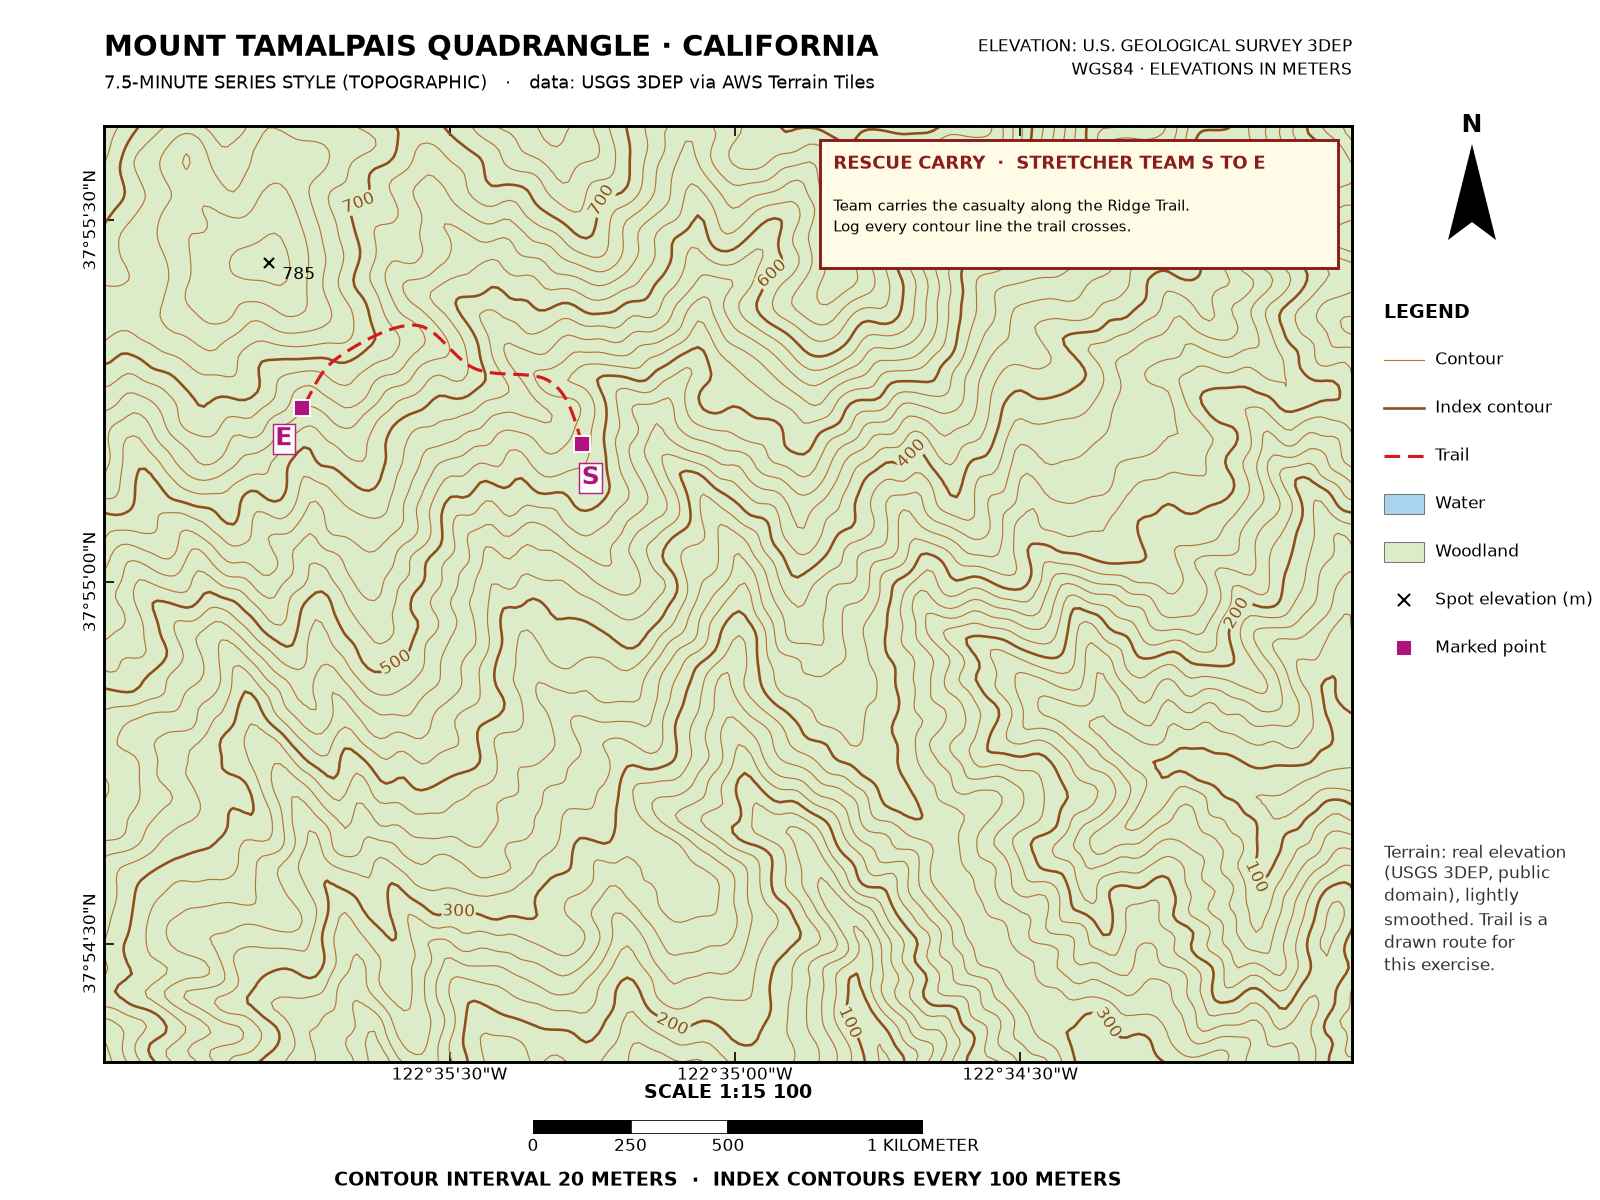 MOUNT TAMALPAIS QUADRANGLE · CALIFORNIA
7.5-MINUTE SERIES STYLE (TOPOGRAPHIC) · data: USGS 3DEP via AWS Terrain Tiles
ELEVATION: U.S. GEOLOGICAL SURVEY 3DEP
WGS84 · ELEVATIONS IN METERS
RESCUE CARRY · STRETCHER TEAM S TO E
Team carries the casualty along the Ridge Trail.
Log every contour line the trail crosses.
N
37°55'30"N
37°55'00"N
37°54'30"N
700
700
600
785
E
S
400
500
200
100
300
200
100
300
LEGEND
Contour
Index contour
Trail
Water
Woodland
Spot elevation (m)
Marked point
Terrain: real elevation
(USGS 3DEP, public
domain), lightly
smoothed. Trail is a
drawn route for
this exercise.
122°35'30"W
122°35'00"W
122°34'30"W
SCALE 1:15 100
0 250 500 1 KILOMETER
CONTOUR INTERVAL 20 METERS · INDEX CONTOURS EVERY 100 METERS